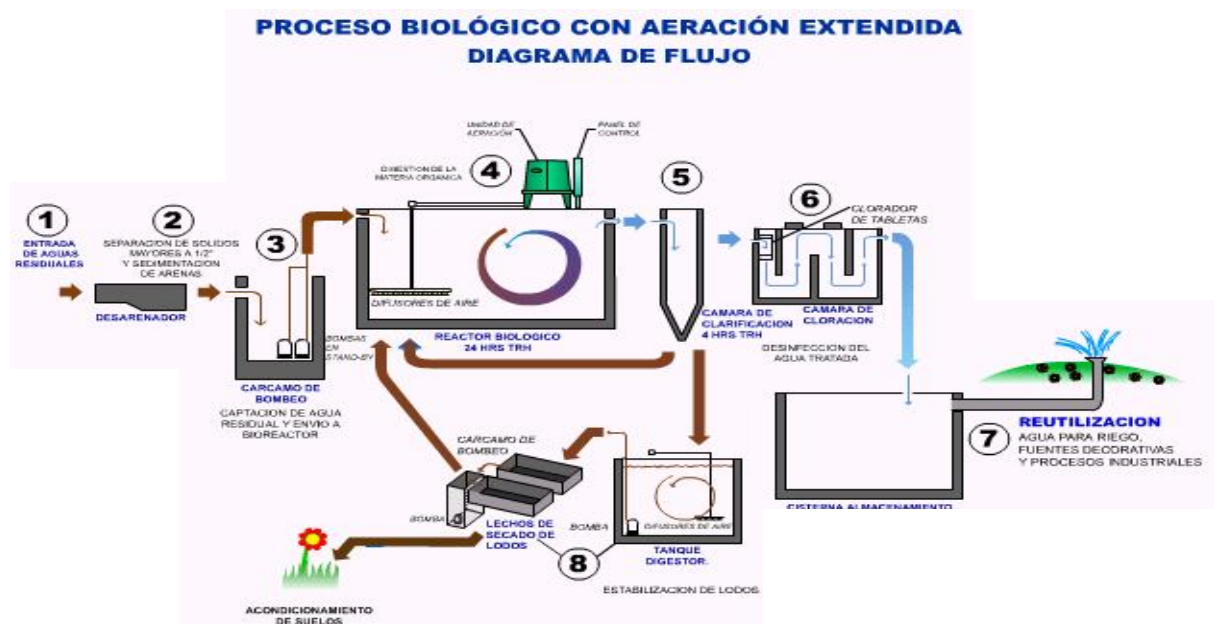 PROCESO BIOLÓGICO CON AERACIÓN EXTENDIDA
DIAGRAMA DE FLUJO
1
ENTRADA
DE AGUAS
RESIDUALES
2
SEPARACION DE SOLIDOS
MAYORES A 1/2"
Y SEDIMENTACION
DE ARENAS
DESARENADOR
3
BOMBAS
EN
STAND-BY
CARCAMO DE
BOMBEO
CAPTACION DE AGUA
RESIDUAL Y ENVIO A
BIOREACTOR
4
UNIDAD DE
AERACIÓN
PANEL DE
CONTROL
DIGESTION DE LA
MATERIA ORGANICA
DIFUSORES DE AIRE
REACTOR BIOLOGICO
24 HRS TRH
5
CAMARA DE
CLARIFICACION
4 HRS TRH
6
CLORADOR
DE TABLETAS
CAMARA DE
CLORACION
DESINFECCION DEL
AGUA TRATADA
7
REUTILIZACION
AGUA PARA RIEGO,
FUENTES DECORATIVAS
Y PROCESOS INDUSTRIALES
CISTERNA ALMACENAMIENTO
CARCAMO DE
BOMBEO
BOMBA
LECHOS DE
SECADO DE
LODOS
8
BOMBA
DIFUSORES DE AIRE
TANQUE
DIGESTOR.
ESTABILIZACION DE LODOS
ACONDICIONAMIENTO
DE SUELOS